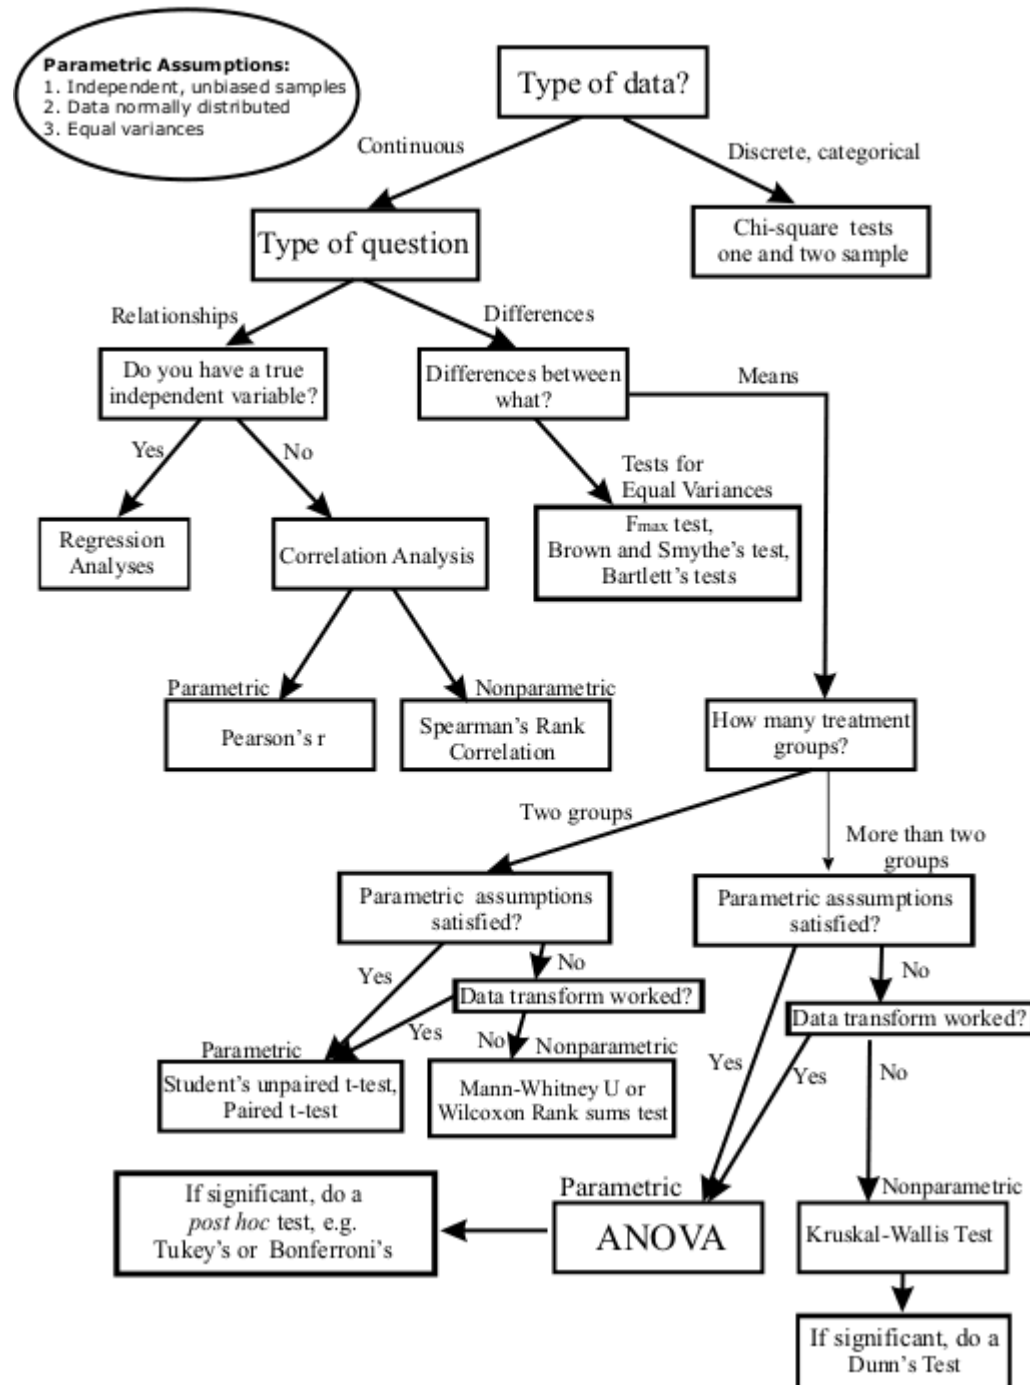 Parametric Assumptions:
1. Independent, unbiased samples
2. Data normally distributed
3. Equal variances
Type of data?
Continuous
Discrete, categorical
Type of question
Chi-square tests
one and two sample
Relationships
Differences
Do you have a true
independent variable?
Differences between
what?
Means
Yes
No
Tests for
Equal Variances
Regression
Analyses
Correlation Analysis
Fmax test,
Brown and Smythe's test,
Bartlett's tests
Parametric
Nonparametric
Pearson's r
Spearman's Rank
Correlation
How many treatment
groups?
Two groups
More than two
groups
Parametric assumptions
satisfied?
Parametric asssumptions
satisfied?
Yes
No
No
Data transform worked?
Data transform worked?
Yes
No
Yes
Yes
No
Parametric
Nonparametric
Student's unpaired t-test,
Paired t-test
Mann-Whitney U or
Wilcoxon Rank sums test
If significant, do a
post hoc test, e.g.
Tukey's or Bonferroni's
Parametric
ANOVA
Nonparametric
Kruskal-Wallis Test
If significant, do a
Dunn's Test